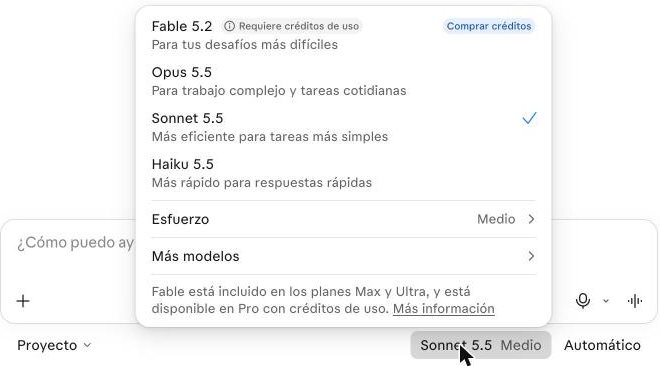 Fable 5.2 Requiere créditos de uso Comprar créditos
Para tus desafíos más difíciles
Opus 5.5
Para trabajo complejo y tareas cotidianas
Sonnet 5.5
Más eficiente para tareas más simples
Haiku 5.5
Más rápido para respuestas rápidas
Esfuerzo Medio
Más modelos
Fable está incluido en los planes Max y Ultra, y está
disponible en Pro con créditos de uso. Más información
¿Cómo puedo ay
Proyecto Sonnet 5.5 Medio Automático